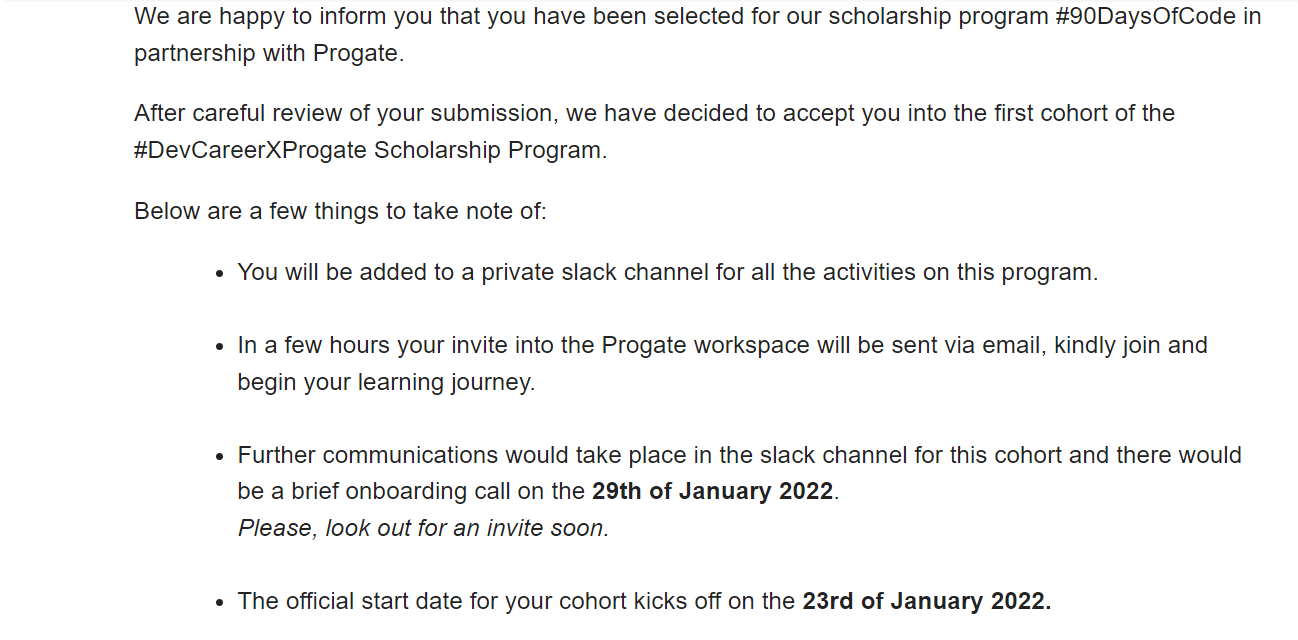 We are happy to inform you that you have been selected for our scholarship program #90DaysOfCode in
partnership with Progate.
After careful review of your submission, we have decided to accept you into the first cohort of the
#DevCareerXProgate Scholarship Program.
Below are a few things to take note of:
• You will be added to a private slack channel for all the activities on this program.
• In a few hours your invite into the Progate workspace will be sent via email, kindly join and
begin your learning journey.
• Further communications would take place in the slack channel for this cohort and there would
be a brief onboarding call on the 29th of January 2022.
Please, look out for an invite soon.
• The official start date for your cohort kicks off on the 23rd of January 2022.